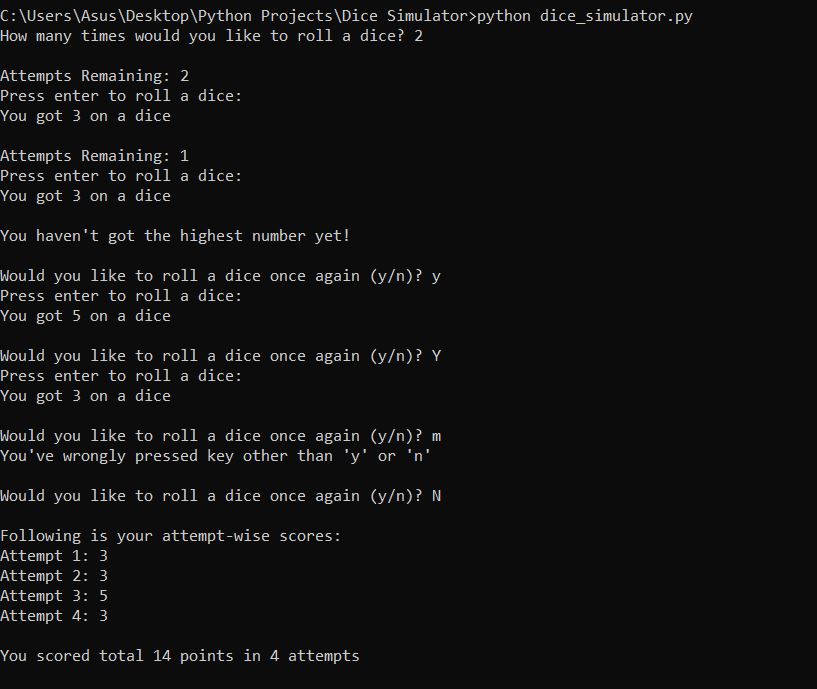 C:\Users\Asus\Desktop\Python Projects\Dice Simulator>python dice_simulator.py
How many times would you like to roll a dice? 2
Attempts Remaining: 2
Press enter to roll a dice:
You got 3 on a dice
Attempts Remaining: 1
Press enter to roll a dice:
You got 3 on a dice
You haven't got the highest number yet!
Would you like to roll a dice once again (y/n)? y
Press enter to roll a dice:
You got 5 on a dice
Would you like to roll a dice once again (y/n)? Y
Press enter to roll a dice:
You got 3 on a dice
Would you like to roll a dice once again (y/n)? m
You've wrongly pressed key other than 'y' or 'n'
Would you like to roll a dice once again (y/n)? N
Following is your attempt-wise scores:
Attempt 1: 3
Attempt 2: 3
Attempt 3: 5
Attempt 4: 3
You scored total 14 points in 4 attempts